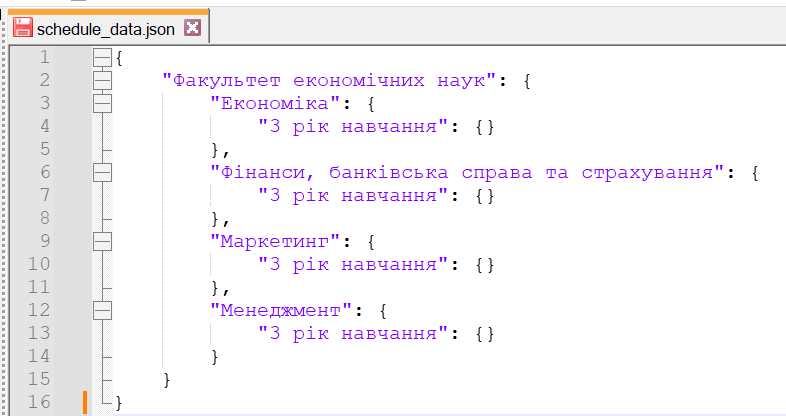 schedule_data.json
1 {
2 "Факультет економічних наук": {
3 "Економіка": {
4 "3 рік навчання": {}
5 },
6 "Фінанси, банківська справа та страхування": {
7 "3 рік навчання": {}
8 },
9 "Маркетинг": {
10 "3 рік навчання": {}
11 },
12 "Менеджмент": {
13 "3 рік навчання": {}
14 }
15 }
16 }